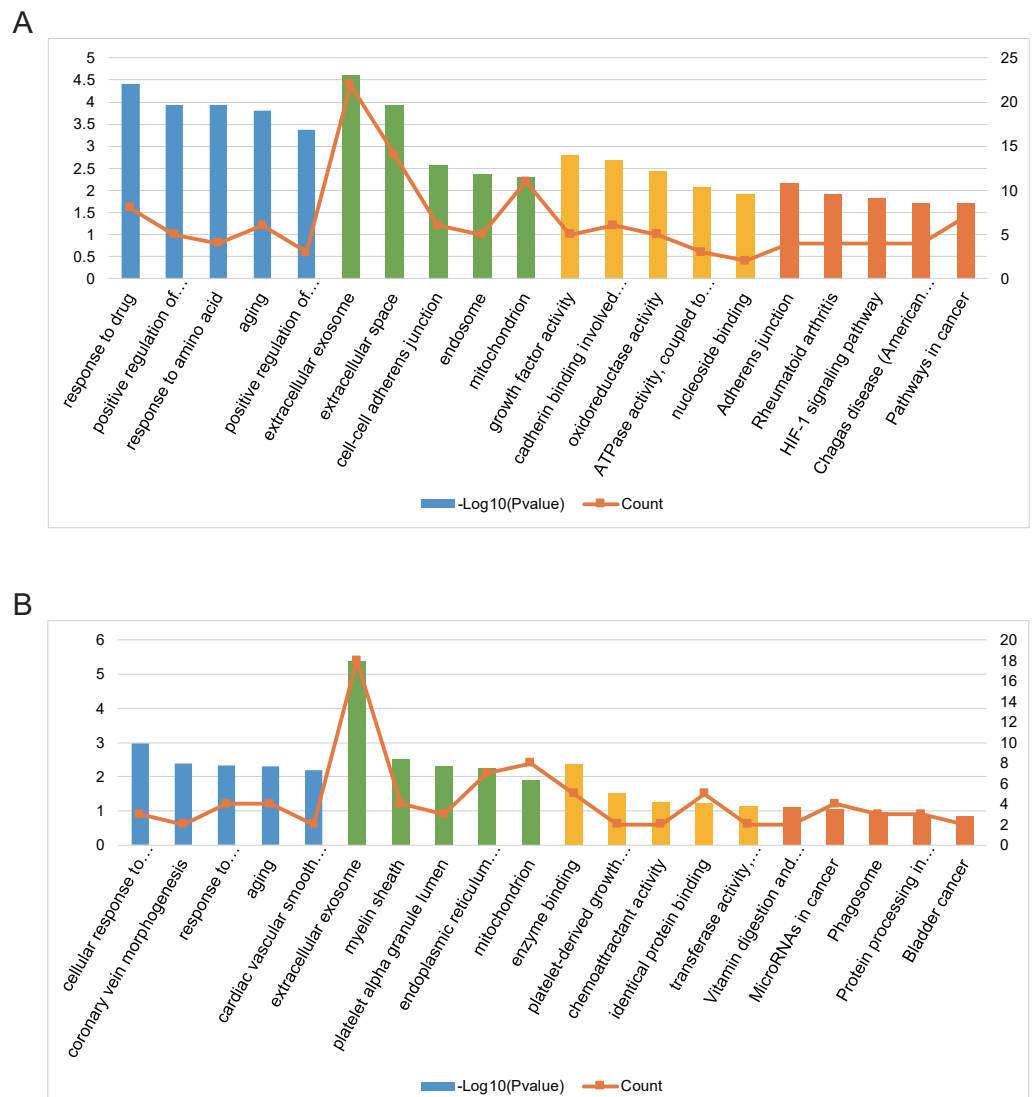 A
5
4.5
4
3.5
3
2.5
2
1.5
1
0.5
0
25
20
15
10
5
0
response to drug
positive regulation of…
response to amino acid
aging
positive regulation of…
extracellular exosome
extracellular space
cell-cell adherens junction
endosome
mitochondrion
growth factor activity
cadherin binding involved…
oxidoreductase activity
ATPase activity, coupled to…
nucleoside binding
Adherens junction
Rheumatoid arthritis
HIF-1 signaling pathway
Chagas disease (American…
Pathways in cancer
-Log10(Pvalue) Count
B
6
5
4
3
2
1
0
20
18
16
14
12
10
8
6
4
2
0
cellular response to…
coronary vein morphogenesis
response to…
aging
cardiac vascular smooth…
extracellular exosome
myelin sheath
platelet alpha granule lumen
endoplasmic reticulum…
mitochondrion
enzyme binding
platelet-derived growth…
chemoattractant activity
identical protein binding
transferase activity,…
Vitamin digestion and…
MicroRNAs in cancer
Phagosome
Protein processing in…
Bladder cancer
-Log10(Pvalue) Count